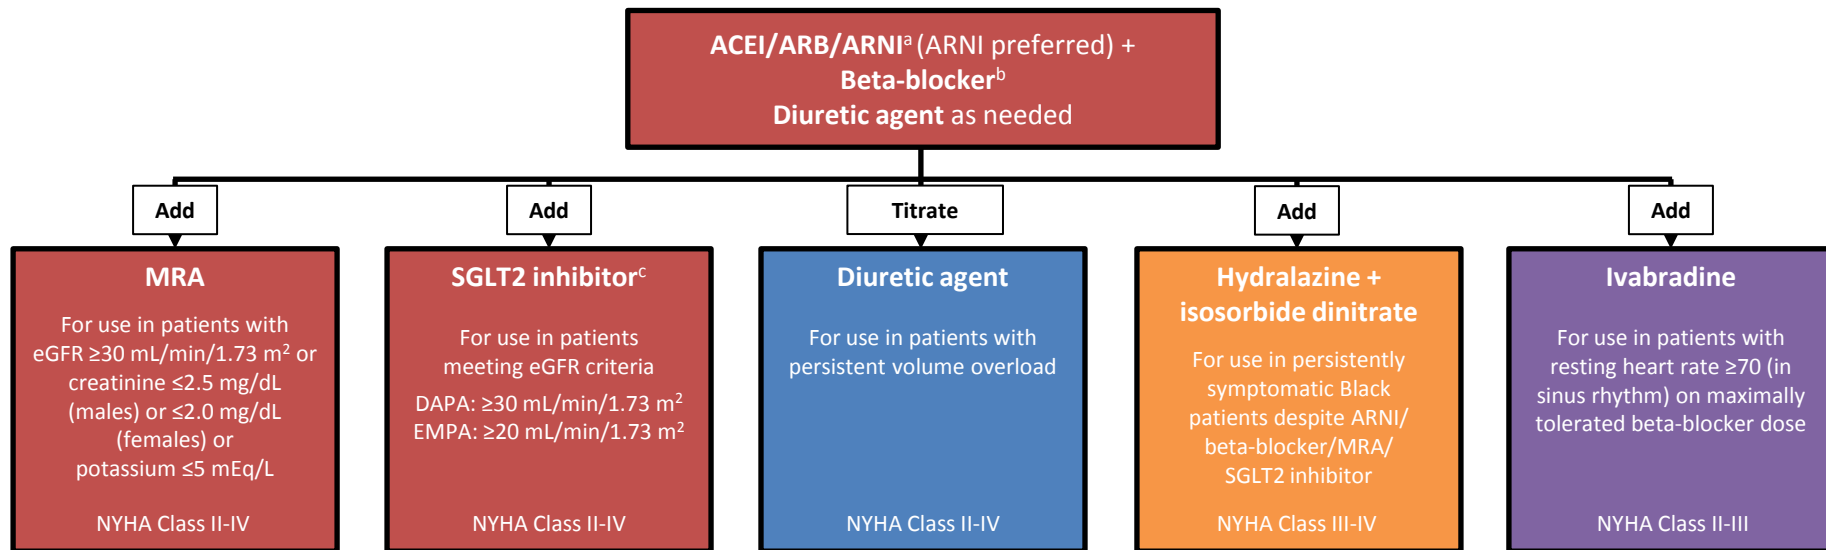 ACEI/ARB/ARNIᵃ (ARNI preferred) +
Beta-blockerᵇ
Diuretic agent as needed
Add
Add
Titrate
Add
Add
MRA
For use in patients with
eGFR ≥30 mL/min/1.73 m² or
creatinine ≤2.5 mg/dL
(males) or ≤2.0 mg/dL
(females) or
potassium ≤5 mEq/L
NYHA Class II-IV
SGLT2 inhibitorᶜ
For use in patients
meeting eGFR criteria
DAPA: ≥30 mL/min/1.73 m²
EMPA: ≥20 mL/min/1.73 m²
NYHA Class II-IV
Diuretic agent
For use in patients with
persistent volume overload
NYHA Class II-IV
Hydralazine +
isosorbide dinitrate
For use in persistently
symptomatic Black
patients despite ARNI/
beta-blocker/MRA/
SGLT2 inhibitor
NYHA Class III-IV
Ivabradine
For use in patients with
resting heart rate ≥70 (in
sinus rhythm) on maximally
tolerated beta-blocker dose
NYHA Class II-III